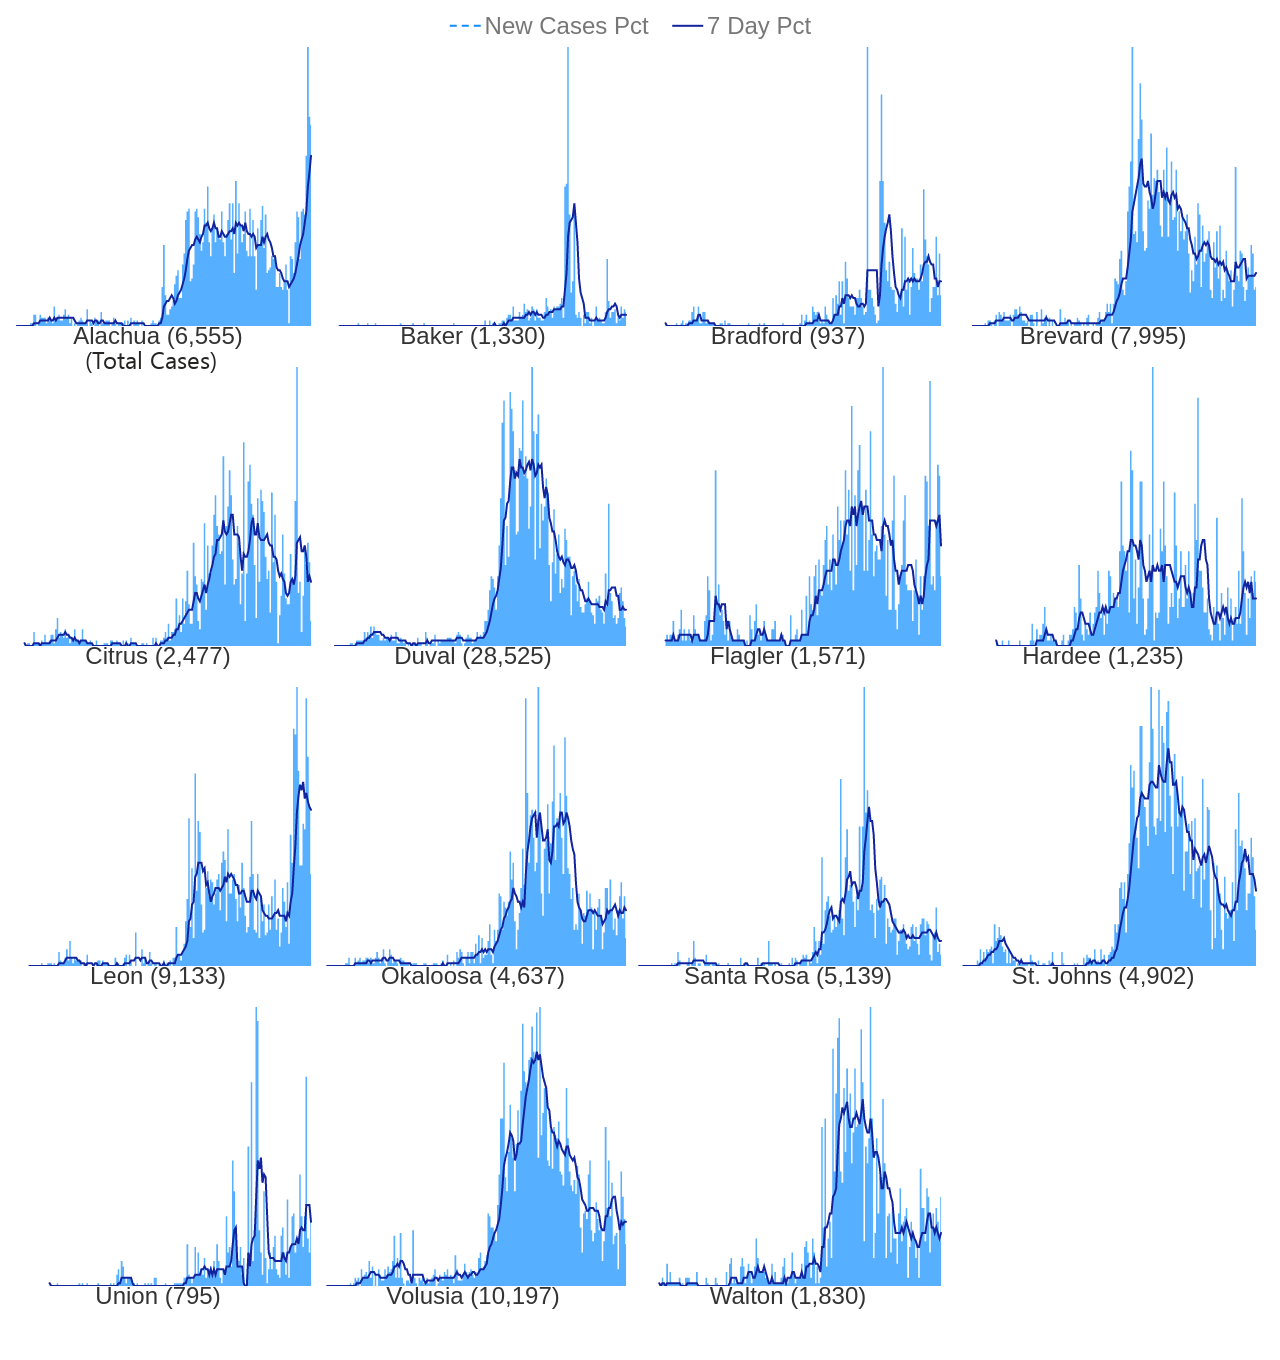 New Cases Pct 7 Day Pct
Alachua (6,555) Baker (1,330) Bradford (937) Brevard (7,995)
(Total Cases)
Citrus (2,477) Duval (28,525) Flagler (1,571) Hardee (1,235)
Leon (9,133) Okaloosa (4,637) Santa Rosa (5,139) St. Johns (4,902)
Union (795) Volusia (10,197) Walton (1,830)